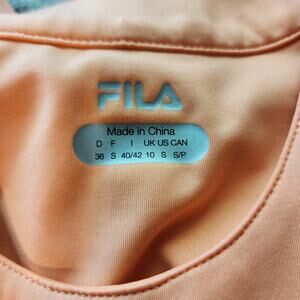 FILA
Made in China
D F I UK US CAN
36 S 40/42 10 S S/P